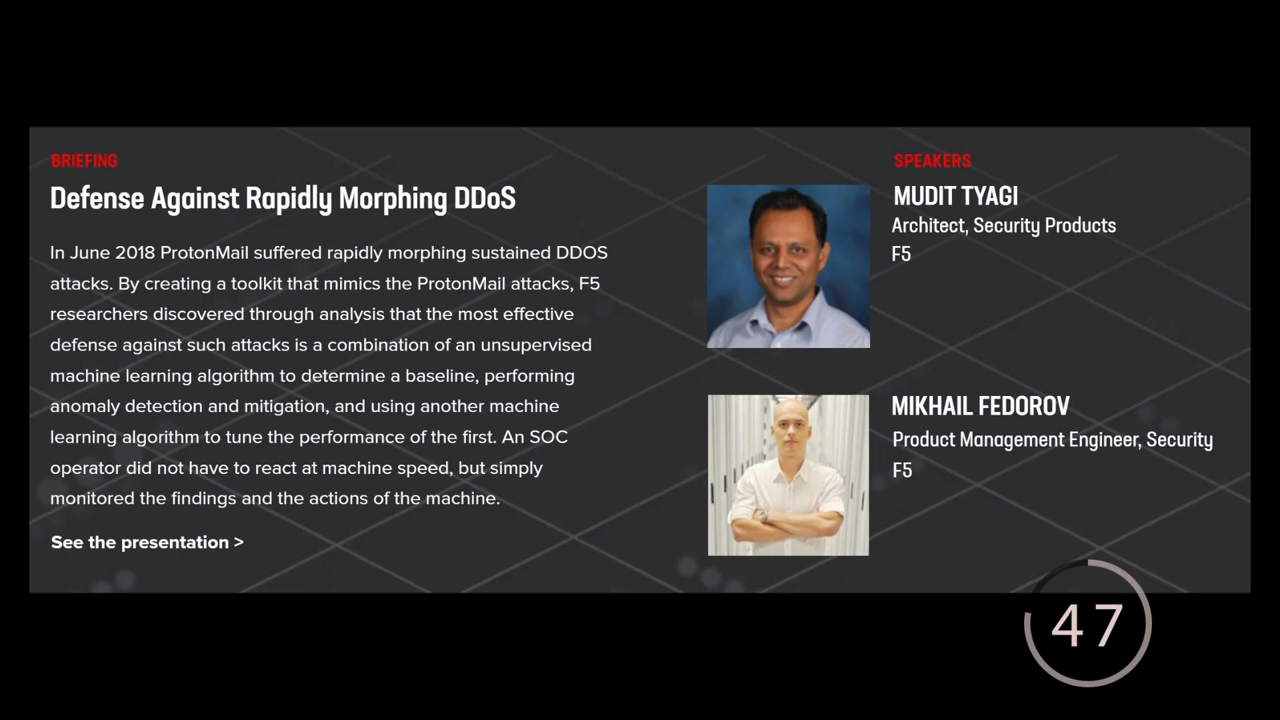 BRIEFING
Defense Against Rapidly Morphing DDoS
In June 2018 ProtonMail suffered rapidly morphing sustained DDOS
attacks. By creating a toolkit that mimics the ProtonMail attacks, F5
researchers discovered through analysis that the most effective
defense against such attacks is a combination of an unsupervised
machine learning algorithm to determine a baseline, performing
anomaly detection and mitigation, and using another machine
learning algorithm to tune the performance of the first. An SOC
operator did not have to react at machine speed, but simply
monitored the findings and the actions of the machine.
See the presentation >
SPEAKERS
MUDIT TYAGI
Architect, Security Products
F5
MIKHAIL FEDOROV
Product Management Engineer, Security
F5
47